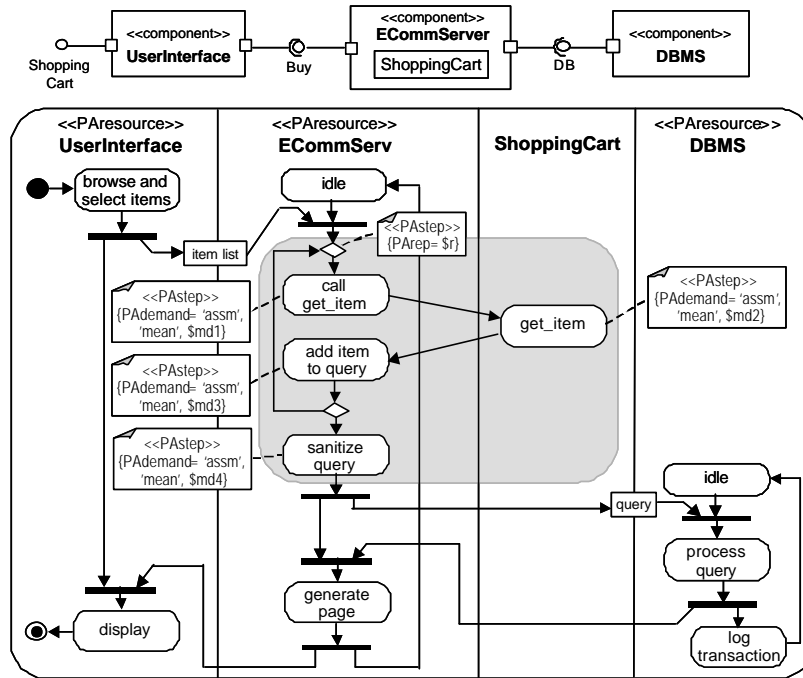 <<component>>
UserInterface
Shopping
Cart
Buy
<<component>>
ECommServer
ShoppingCart
DB
<<component>>
DBMS
<<PAresource>>
UserInterface
<<PAresource>>
ECommServ
ShoppingCart
<<PAresource>>
DBMS
browse and
select items
idle
<<PAstep>>
{PArep= $r}
item list
<<PAstep>>
{PAdemand= ‘assm’,
‘mean’, $md1}
call
get_item
get_item
<<PAstep>>
{PAdemand= ‘assm’,
‘mean’, $md2}
<<PAstep>>
{PAdemand= ‘assm’,
‘mean’, $md3}
add item
to query
<<PAstep>>
{PAdemand= ‘assm’,
‘mean’, $md4}
sanitize
query
idle
query
process
query
generate
page
display
log
transaction